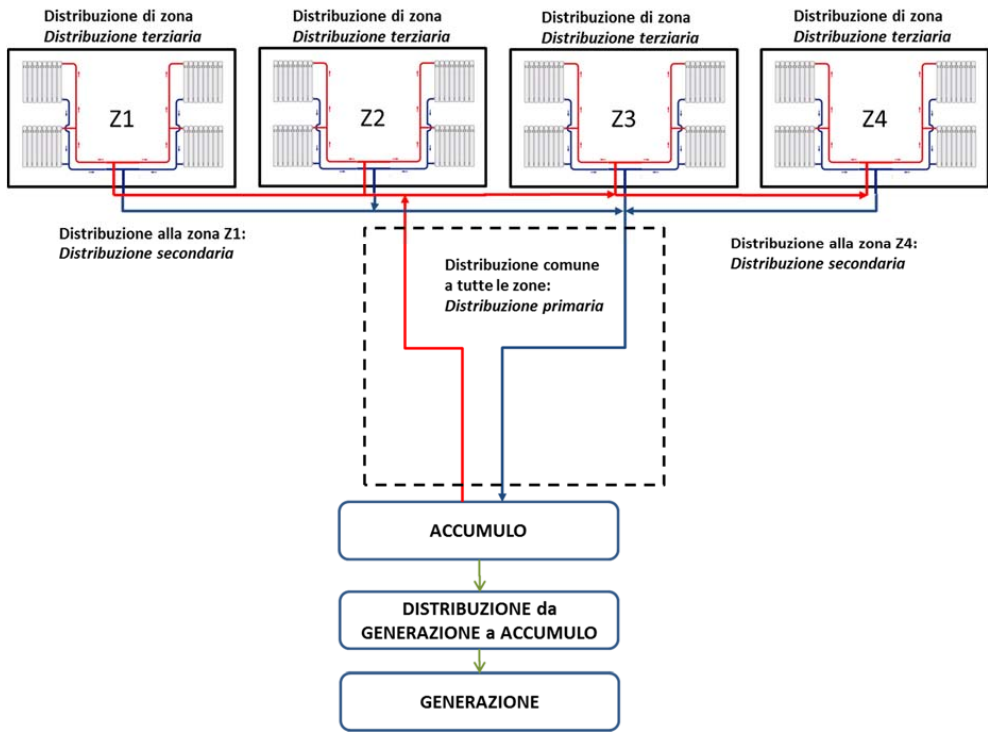 Distribuzione di zona
Distribuzione terziaria
Distribuzione di zona
Distribuzione terziaria
Distribuzione di zona
Distribuzione terziaria
Distribuzione di zona
Distribuzione terziaria
Z1
Z2
Z3
Z4
Distribuzione alla zona Z1:
Distribuzione secondaria
Distribuzione comune
a tutte le zone:
Distribuzione primaria
Distribuzione alla zona Z4:
Distribuzione secondaria
ACCUMULO
DISTRIBUZIONE da
GENERAZIONE a ACCUMULO
GENERAZIONE